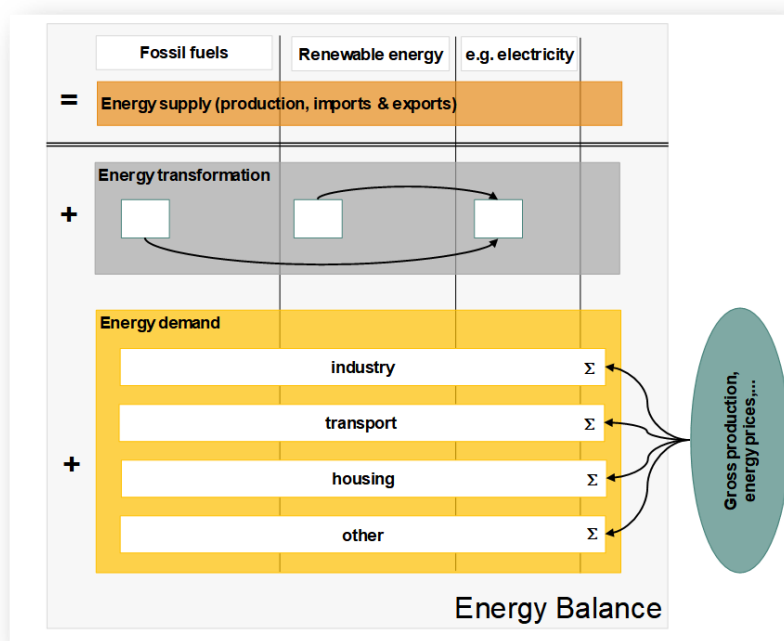 Fossil fuels
Renewable energy
e.g. electricity
=
Energy supply (production, imports & exports)
Energy transformation
+
Energy demand
industry Σ
transport Σ
+
housing Σ
other Σ
Gross production,
energy prices,...
Energy Balance